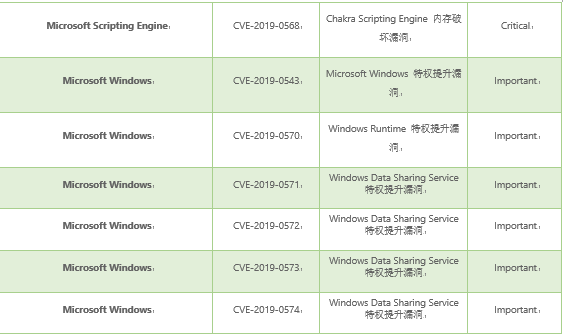 Microsoft Scripting Engine
CVE-2019-0568
Chakra Scripting Engine 内存破
坏漏洞
Critical
Microsoft Windows
CVE-2019-0543
Microsoft Windows 特权提升漏
洞
Important
Microsoft Windows
CVE-2019-0570
Windows Runtime 特权提升漏
洞
Important
Microsoft Windows
CVE-2019-0571
Windows Data Sharing Service
特权提升漏洞
Important
Microsoft Windows
CVE-2019-0572
Windows Data Sharing Service
特权提升漏洞
Important
Microsoft Windows
CVE-2019-0573
Windows Data Sharing Service
特权提升漏洞
Important
Microsoft Windows
CVE-2019-0574
Windows Data Sharing Service
特权提升漏洞
Important